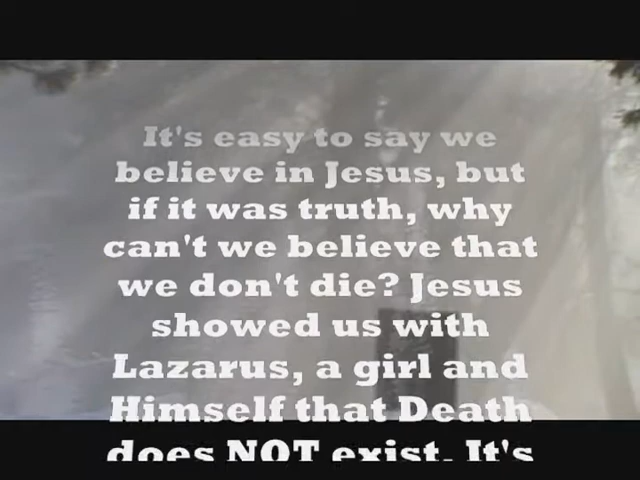 It's easy to say we
believe in Jesus, but
if it was truth, why
can't we believe that
we don't die? Jesus
showed us with
Lazarus, a girl and
Himself that Death
does NOT exist. It's